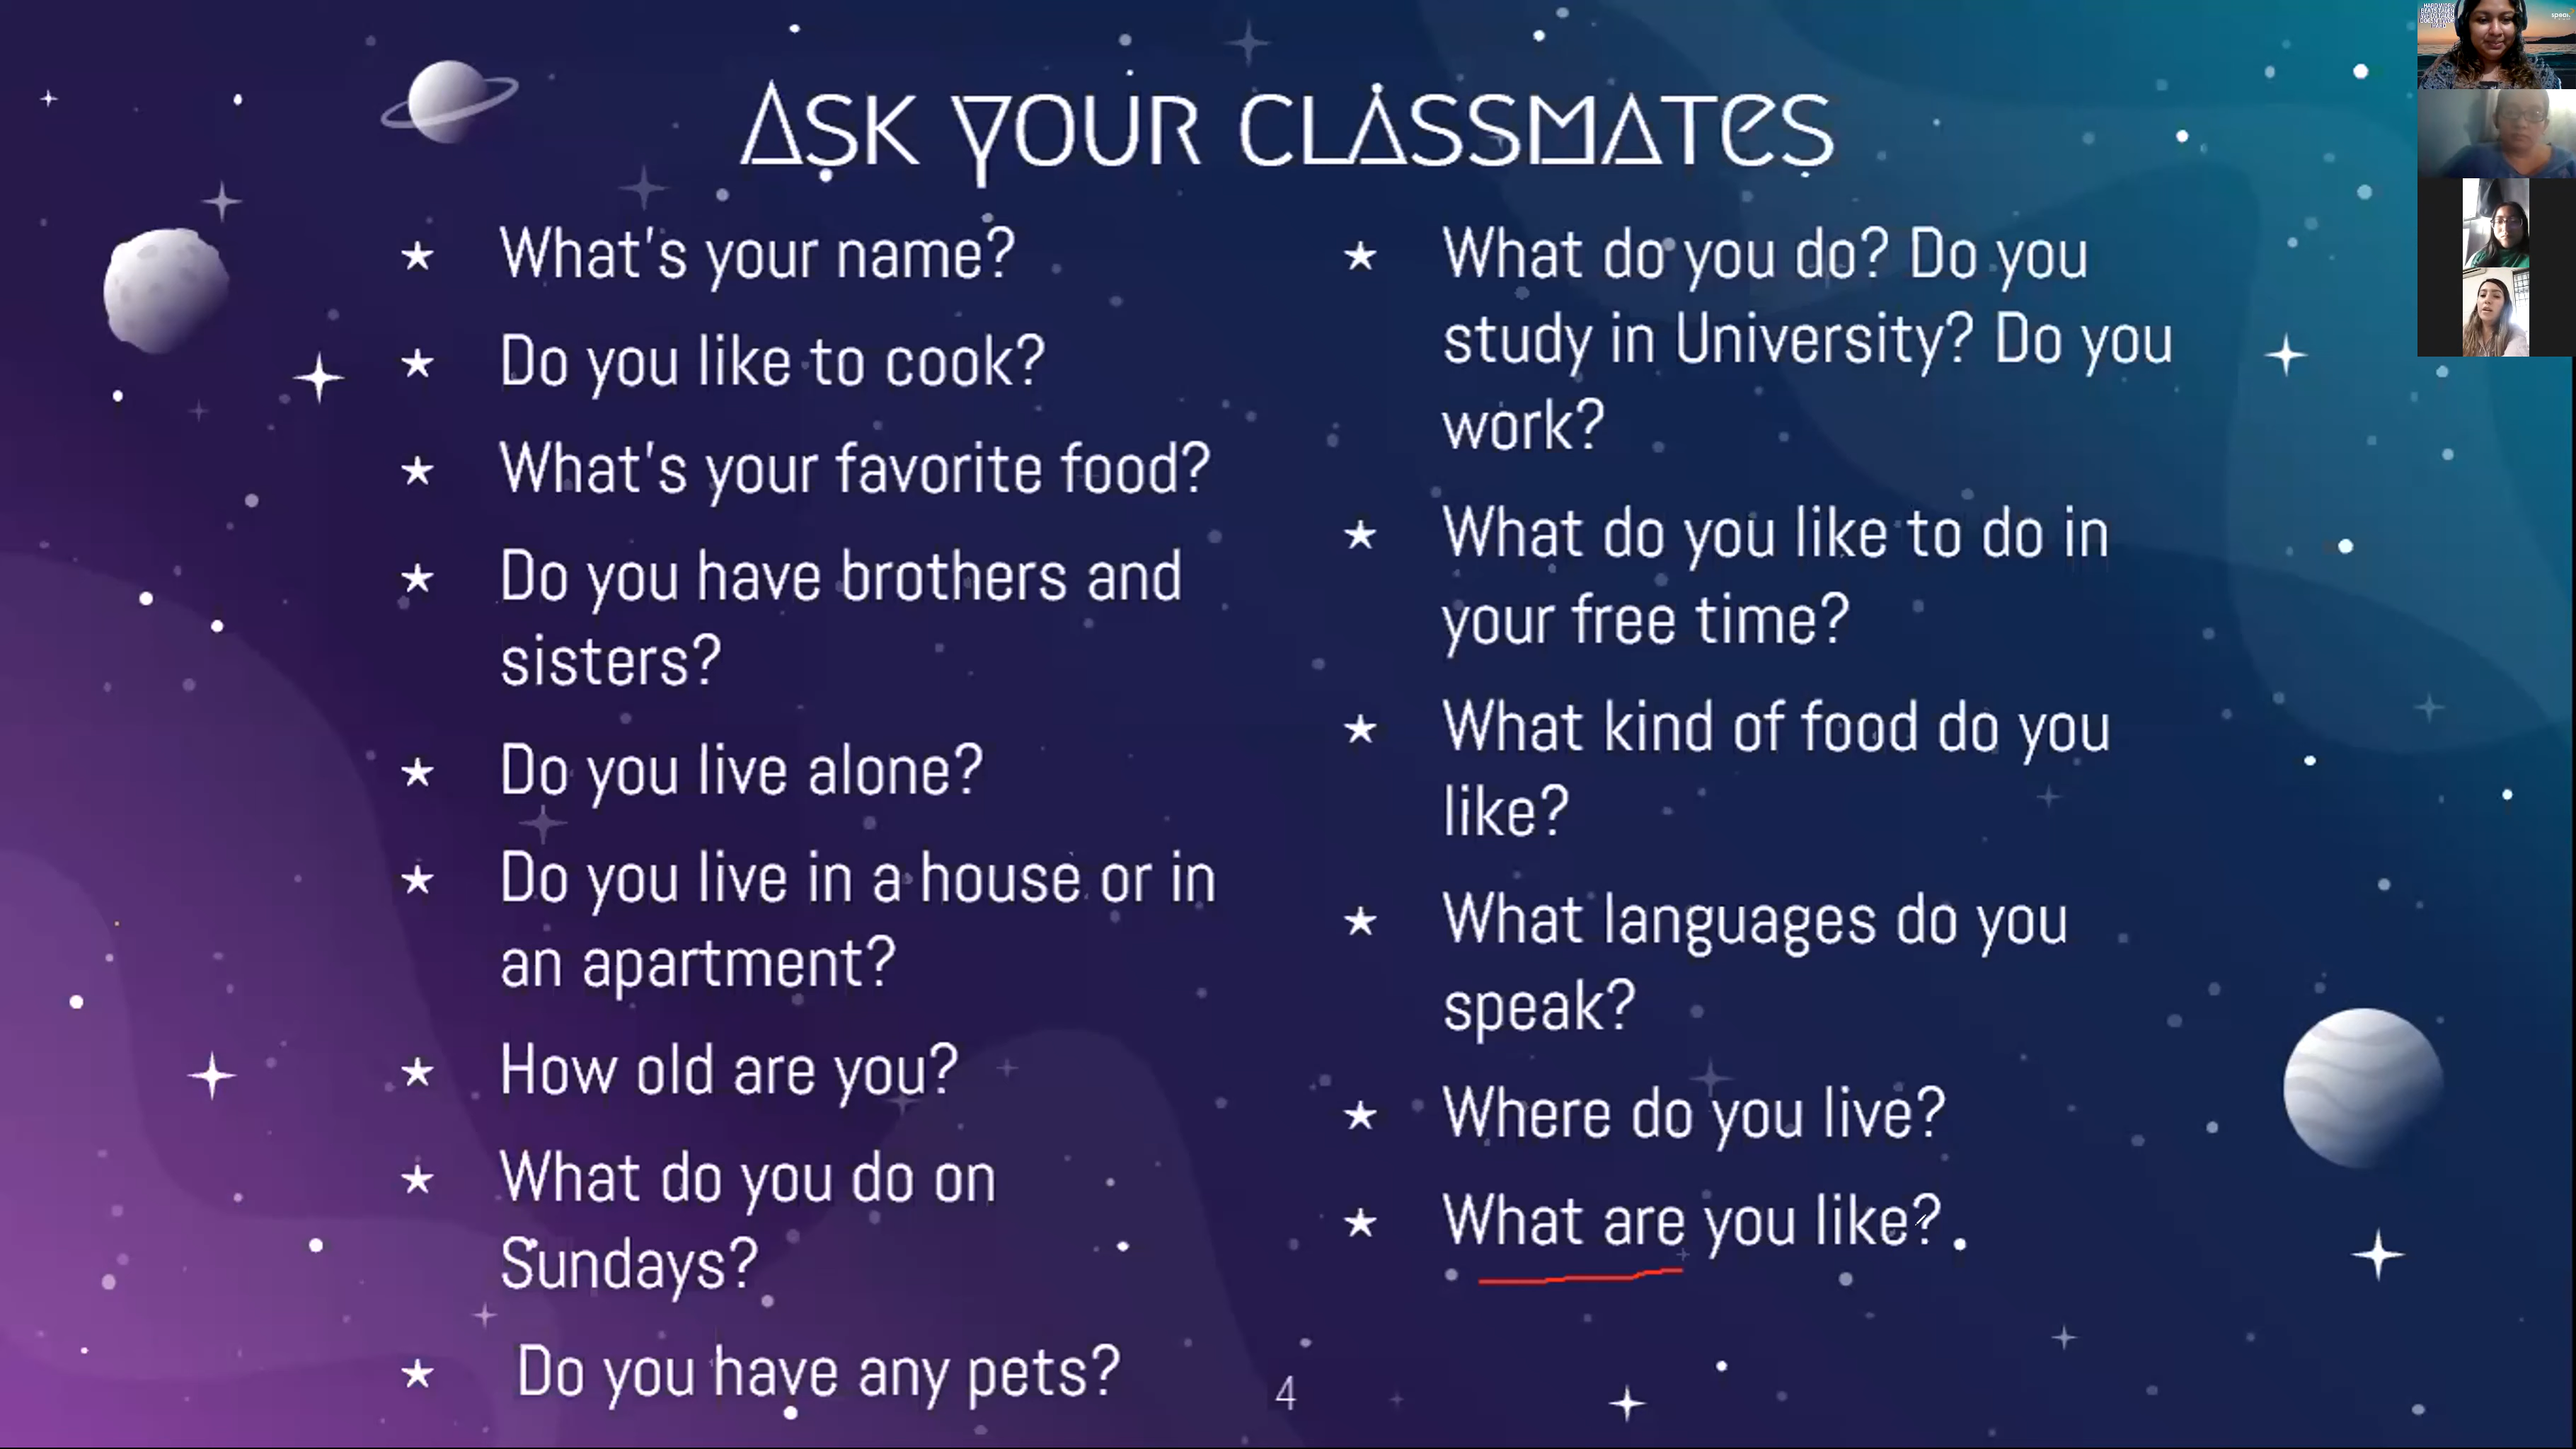 Ask your classmates
What's your name?
Do you like to cook?
What's your favorite food?
Do you have brothers and
sisters?
Do you live alone?
Do you live in a house or in
an apartment?
How old are you?
What do you do on
Sundays?
Do you have any pets?
What do you do? Do you
study in University? Do you
work?
What do you like to do in
your free time?
What kind of food do you
like?
What languages do you
speak?
Where do you live?
What are you like?
4